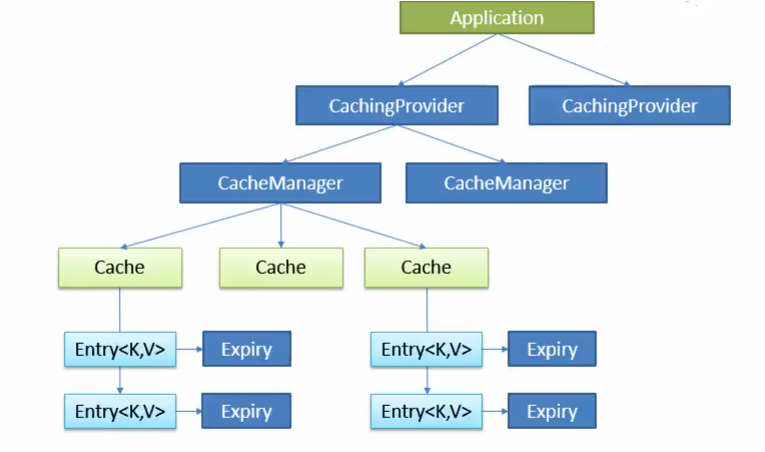 Application
CachingProvider CachingProvider
CacheManager CacheManager
Cache Cache Cache
Entry<K,V> Expiry Entry<K,V> Expiry
Entry<K,V> Expiry Entry<K,V> Expiry